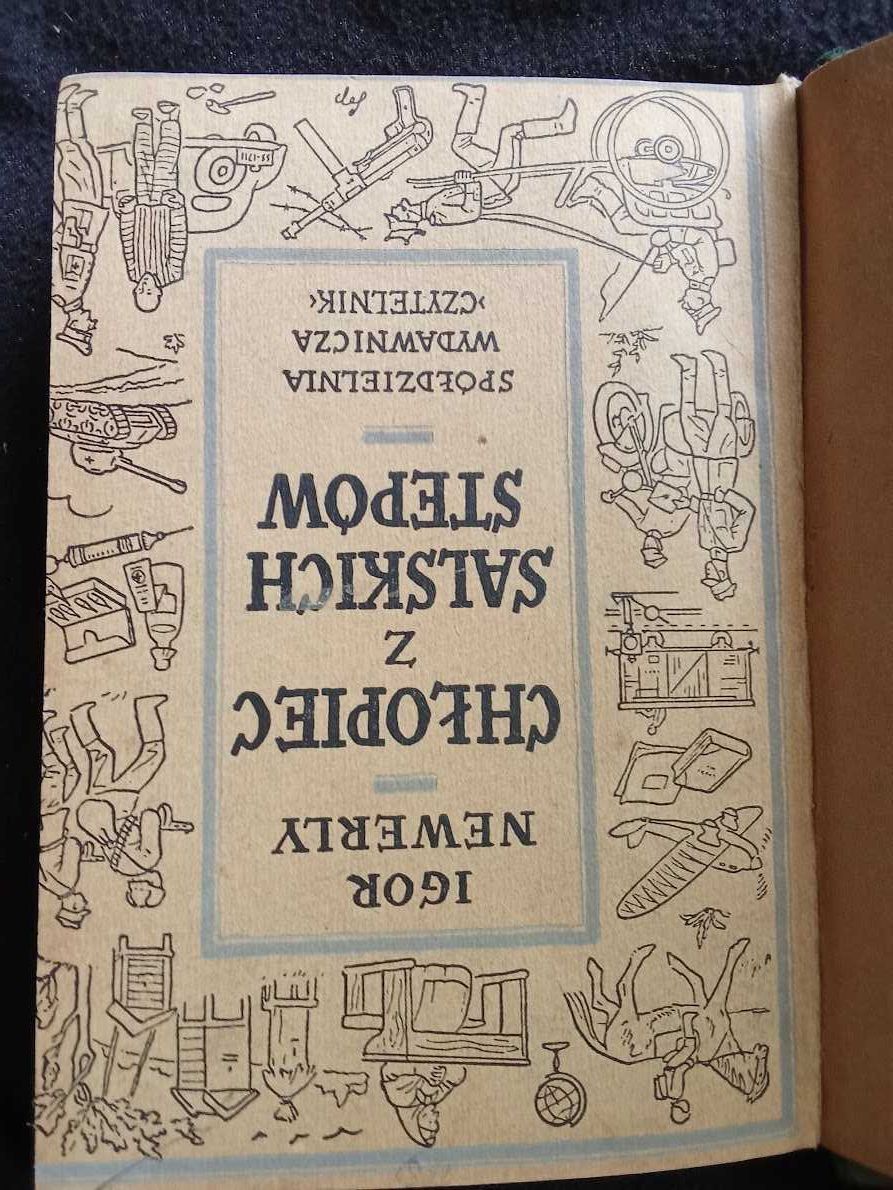 IGOR
NEWERLY
CHŁOPIEC
Z
SALSKICH
STEPÓW
SPÓŁDZIELNIA
WYDAWNICZA
›CZYTELNIK‹